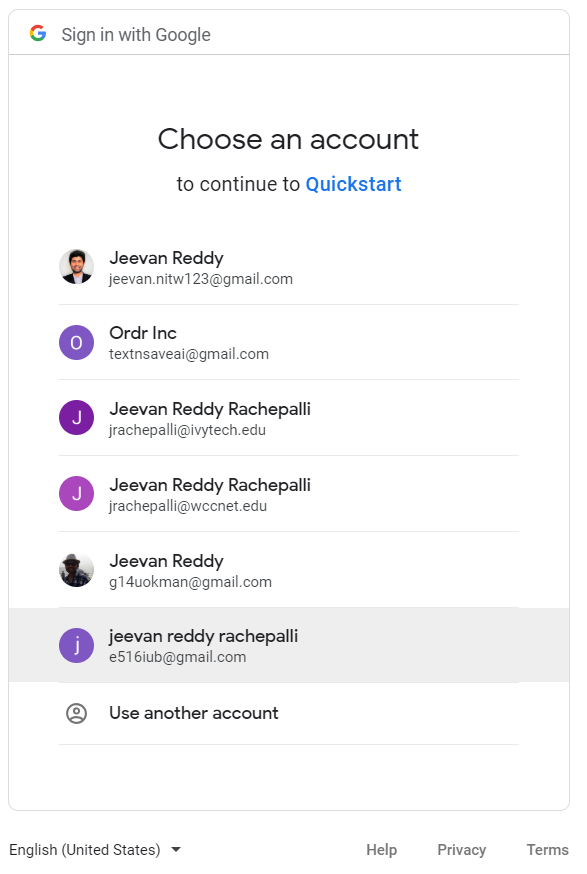 Sign in with Google
Choose an account
to continue to Quickstart
Jeevan Reddy
jeevan.nitw123@gmail.com
O
Ordr Inc
textnsaveai@gmail.com
J
Jeevan Reddy Rachepalli
jrachepalli@ivytech.edu
J
Jeevan Reddy Rachepalli
jrachepalli@wccnet.edu
Jeevan Reddy
g14uokman@gmail.com
j
jeevan reddy rachepalli
e516iub@gmail.com
Use another account
English (United States) Help Privacy Terms